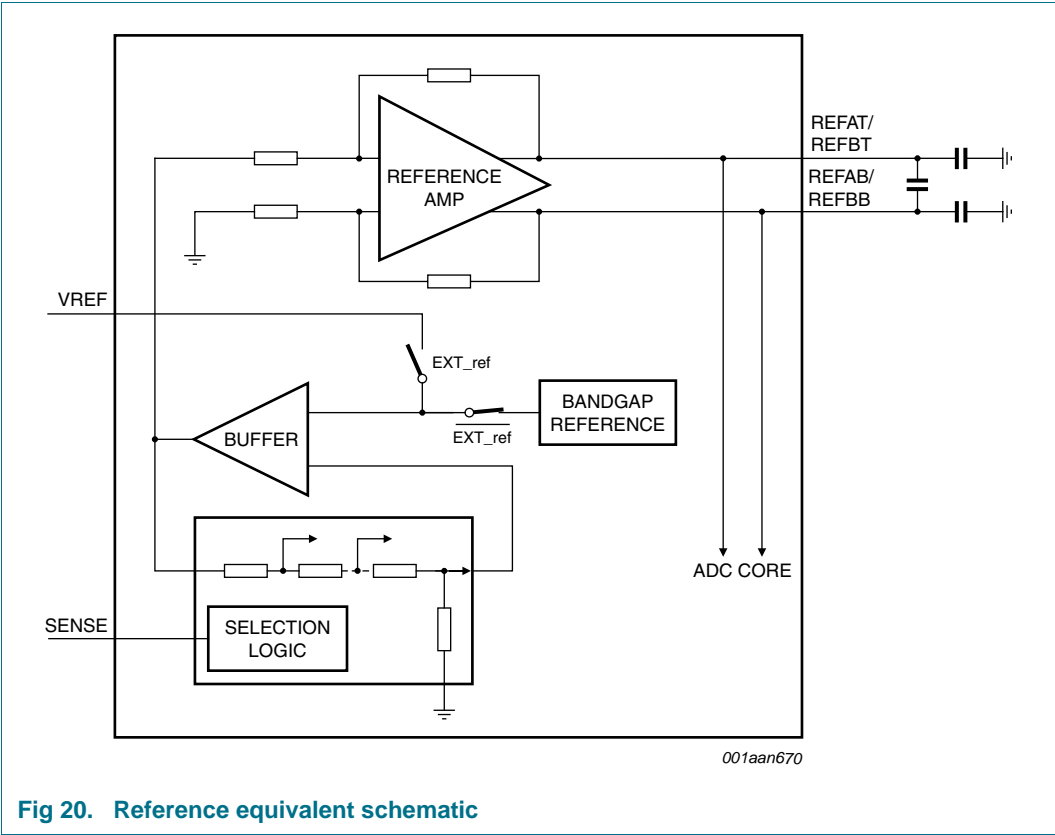 REFERENCE
AMP
REFAT/
REFBT
REFAB/
REFBB
VREF
EXT_ref
BANDGAP
REFERENCE
EXT_ref
BUFFER
ADC CORE
SENSE
SELECTION
LOGIC
001aan670
Fig 20. Reference equivalent schematic